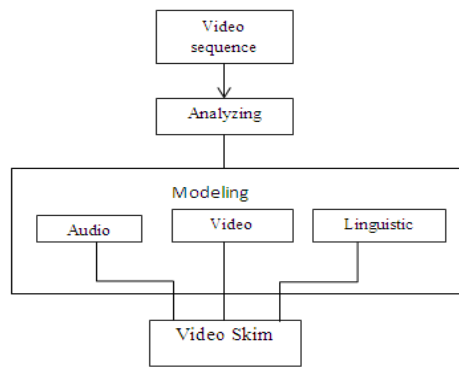 Video
sequence
Analyzing
Modeling
Audio
Video
Linguistic
Video Skim